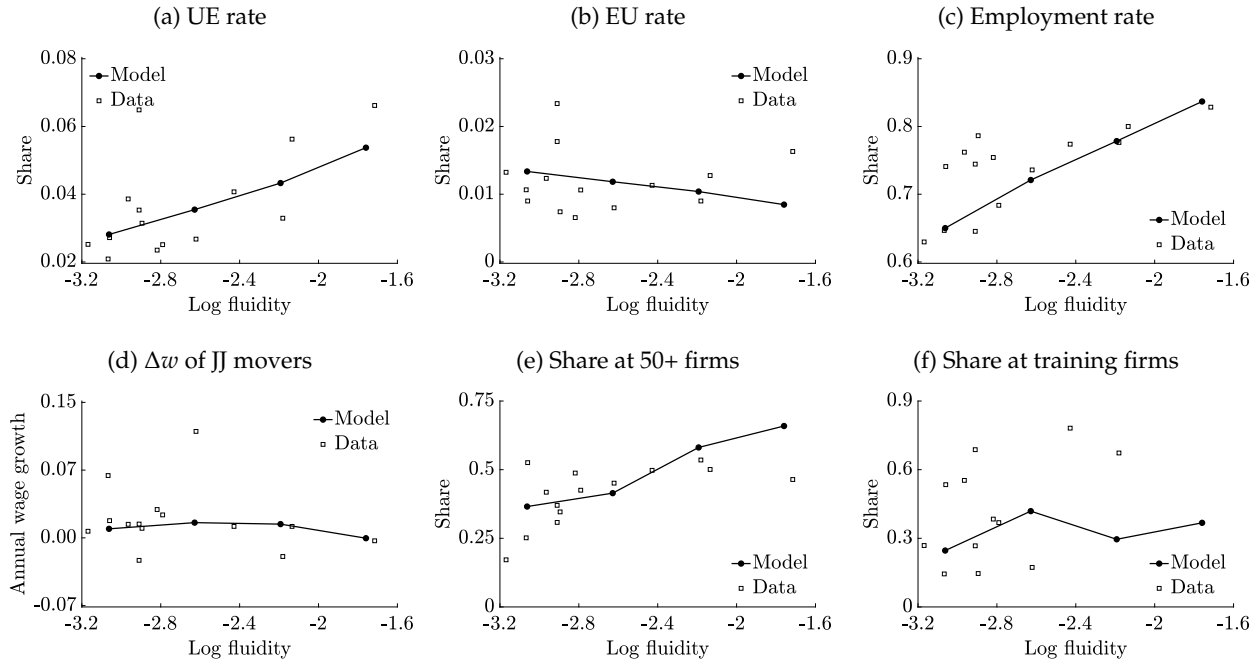 (a) UE rate
0.08
0.06
0.04
0.02
Share
Model
Data
-3.2 -2.8 -2.4 -2 -1.6
Log fluidity
(b) EU rate
0.03
0.02
0.01
0
Share
Model
Data
-3.2 -2.8 -2.4 -2 -1.6
Log fluidity
(c) Employment rate
0.9
0.8
0.7
0.6
Share
Model
Data
-3.2 -2.8 -2.4 -2 -1.6
Log fluidity
(d) Δw of JJ movers
0.15
0.07
0.00
-0.07
Annual wage growth
Model
Data
-3.2 -2.8 -2.4 -2 -1.6
Log fluidity
(e) Share at 50+ firms
0.75
0.5
0.25
0
Share
Model
Data
-3.2 -2.8 -2.4 -2 -1.6
Log fluidity
(f) Share at training firms
0.9
0.6
0.3
0
Share
Model
Data
-3.2 -2.8 -2.4 -2 -1.6
Log fluidity